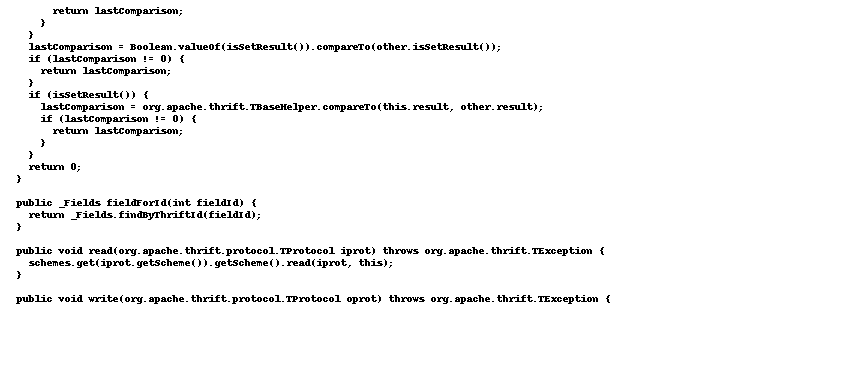 return lastComparison;
}
}
lastComparison = Boolean.valueOf(isSetResult()).compareTo(other.isSetResult());
if (lastComparison != 0) {
return lastComparison;
}
if (isSetResult()) {
lastComparison = org.apache.thrift.TBaseHelper.compareTo(this.result, other.result);
if (lastComparison != 0) {
return lastComparison;
}
}
return 0;
}
public _Fields fieldForId(int fieldId) {
return _Fields.findByThriftId(fieldId);
}
public void read(org.apache.thrift.protocol.TProtocol iprot) throws org.apache.thrift.TException {
schemes.get(iprot.getScheme()).getScheme().read(iprot, this);
}
public void write(org.apache.thrift.protocol.TProtocol oprot) throws org.apache.thrift.TException {